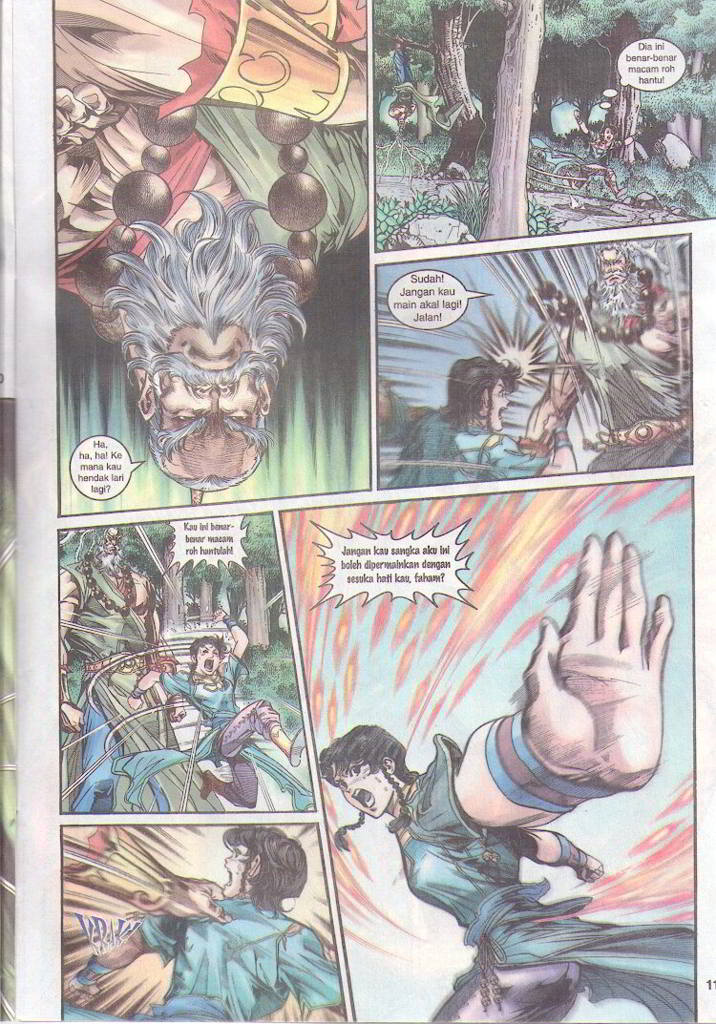 Ha,
ha, ha! Ke
mana kau
hendak lari
lagi?
Dia ini
benar-benar
macam roh
hantu!
Sudah!
Jangan kau
main akal lagi!
Jalan!
Kau ini benar-
benar macam
roh hantulah!
Jangan kau sangka aku ini
boleh dipermainkan dengan
sesuka hati kau, faham?
11